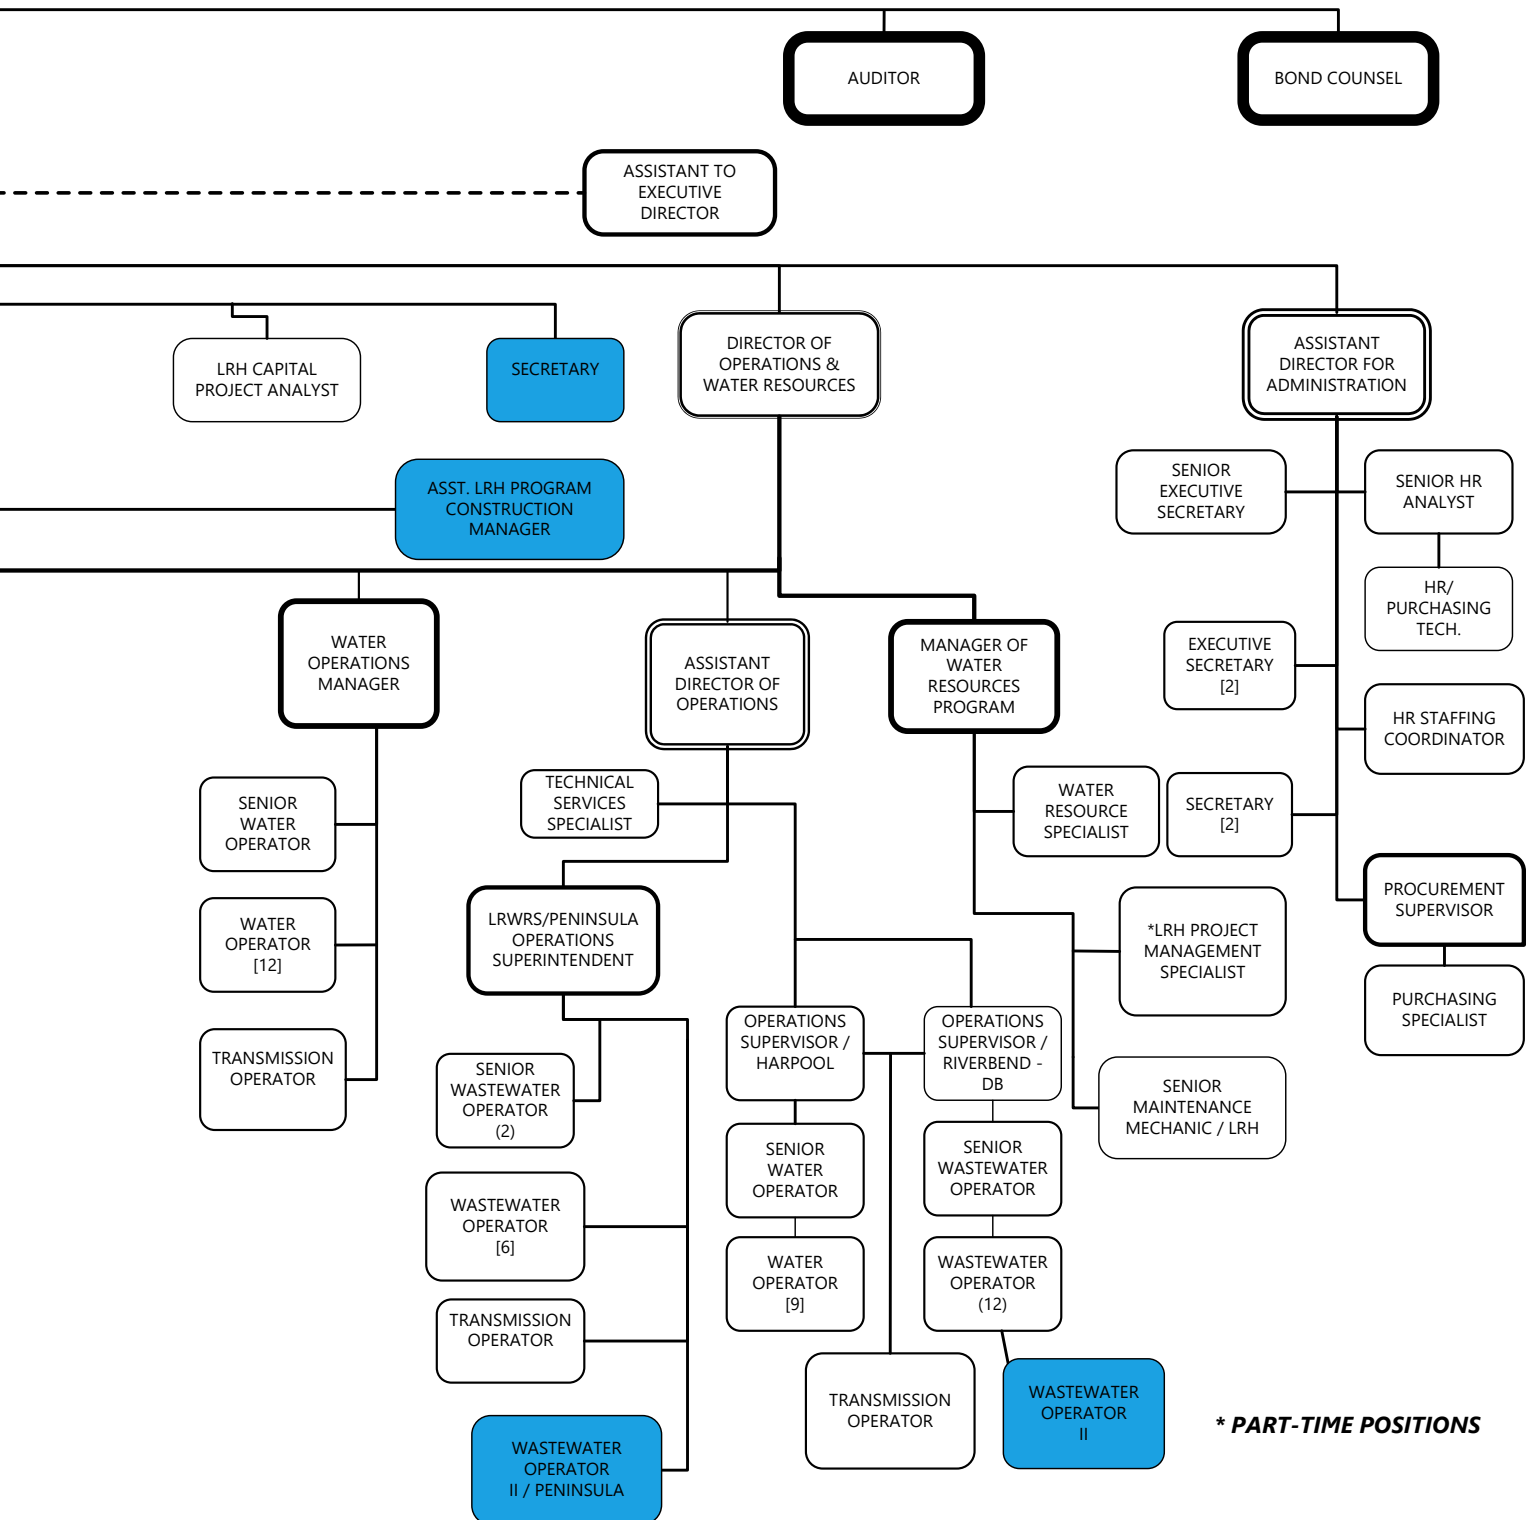 AUDITOR
BOND COUNSEL
ASSISTANT TO
EXECUTIVE
DIRECTOR
LRH CAPITAL
PROJECT ANALYST
SECRETARY
DIRECTOR OF
OPERATIONS &
WATER RESOURCES
ASSISTANT
DIRECTOR FOR
ADMINISTRATION
ASST. LRH PROGRAM
CONSTRUCTION
MANAGER
SENIOR
EXECUTIVE
SECRETARY
SENIOR HR
ANALYST
HR/
PURCHASING
TECH.
WATER
OPERATIONS
MANAGER
ASSISTANT
DIRECTOR OF
OPERATIONS
MANAGER OF
WATER
RESOURCES
PROGRAM
EXECUTIVE
SECRETARY
[2]
HR STAFFING
COORDINATOR
SENIOR
WATER
OPERATOR
TECHNICAL
SERVICES
SPECIALIST
WATER
RESOURCE
SPECIALIST
SECRETARY
[2]
PROCUREMENT
SUPERVISOR
WATER
OPERATOR
[12]
LRWRS/PENINSULA
OPERATIONS
SUPERINTENDENT
*LRH PROJECT
MANAGEMENT
SPECIALIST
PURCHASING
SPECIALIST
TRANSMISSION
OPERATOR
SENIOR
WASTEWATER
OPERATOR
(2)
OPERATIONS
SUPERVISOR /
HARPOOL
OPERATIONS
SUPERVISOR /
RIVERBEND -
DB
SENIOR
MAINTENANCE
MECHANIC / LRH
WASTEWATER
OPERATOR
[6]
SENIOR
WATER
OPERATOR
SENIOR
WASTEWATER
OPERATOR
WATER
OPERATOR
[9]
WASTEWATER
OPERATOR
(12)
TRANSMISSION
OPERATOR
TRANSMISSION
OPERATOR
WASTEWATER
OPERATOR
II
* PART-TIME POSITIONS
WASTEWATER
OPERATOR
II / PENINSULA